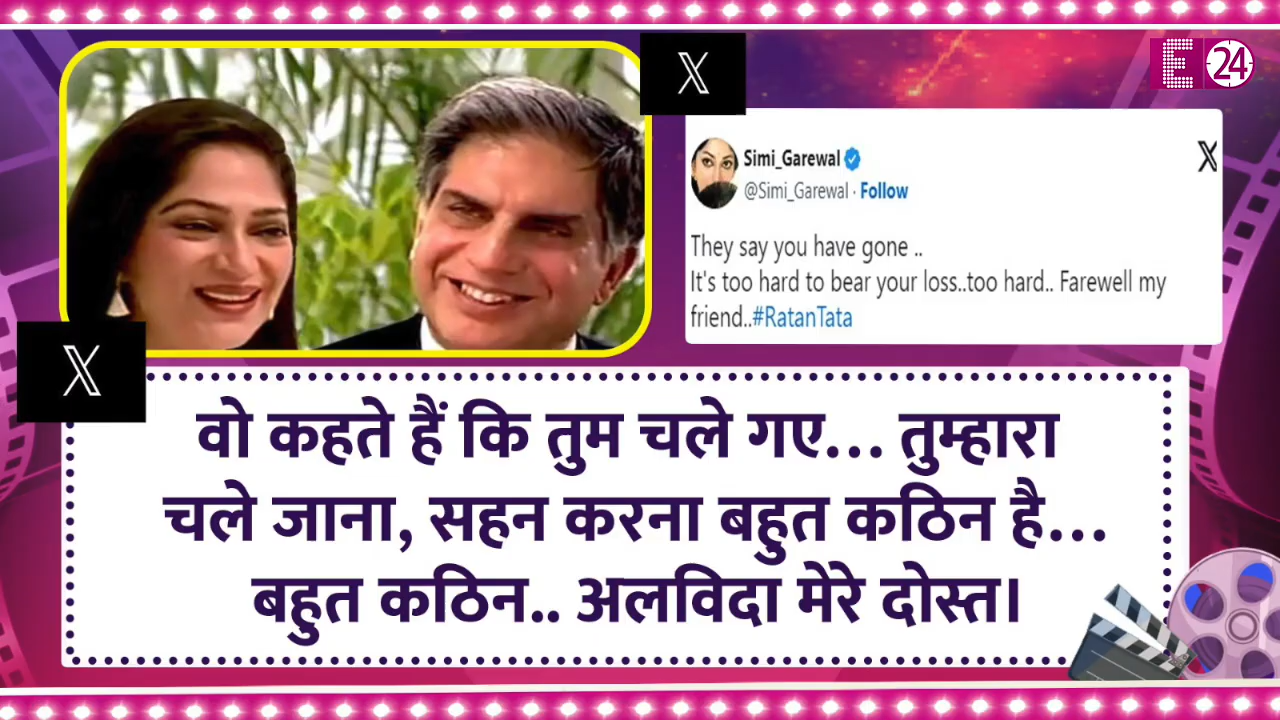 X
E 24
Simi_Garewal
X
@Simi_Garewal · Follow
They say you have gone ..
It's too hard to bear your loss..too hard.. Farewell my
friend..#RatanTata
X
वो कहते हैं कि तुम चले गए... तुम्हारा
चले जाना, सहन करना बहुत कठिन है...
बहुत कठिन.. अलविदा मेरे दोस्त।